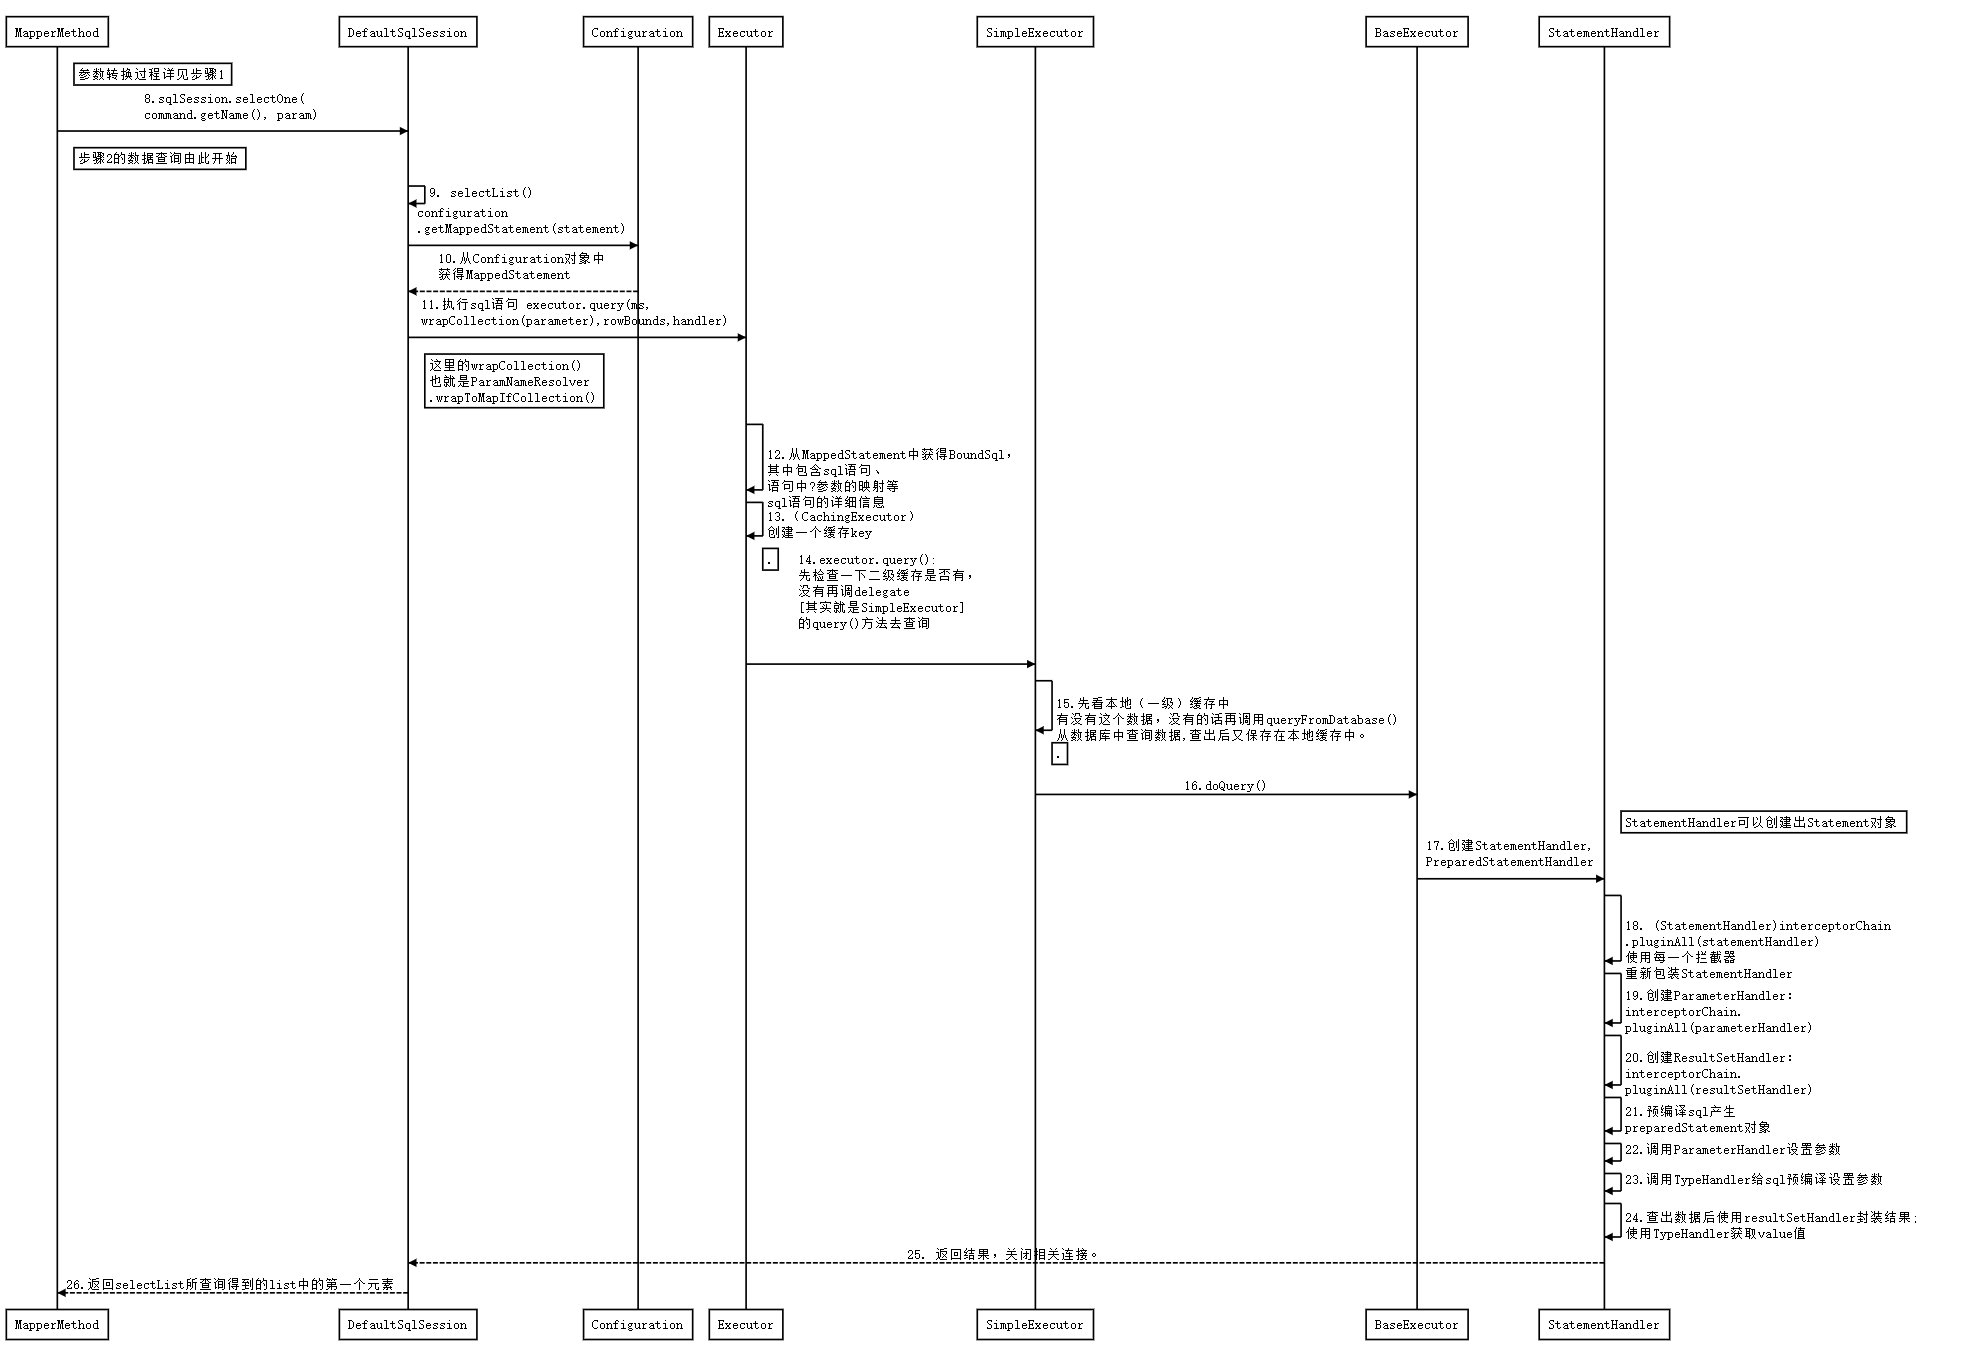 MapperMethod
DefaultSqlSession
Configuration
Executor
SimpleExecutor
BaseExecutor
StatementHandler
参数转换过程详见步骤1
8.sqlSession.selectOne(
command.getName(), param)
步骤2的数据查询由此开始
9. selectList()
configuration
.getMappedStatement(statement)
10.从Configuration对象中
获得MappedStatement
11.执行sql语句 executor.query(ms,
wrapCollection(parameter),rowBounds,handler)
这里的wrapCollection()
也就是ParamNameResolver
.wrapToMapIfCollection()
12.从MappedStatement中获得BoundSql，
其中包含sql语句、
语句中?参数的映射等
sql语句的详细信息
13.（CachingExecutor）
创建一个缓存key
.
14.executor.query():
先检查一下二级缓存是否有，
没有再调delegate
[其实就是SimpleExecutor]
的query()方法去查询
15.先看本地（一级）缓存中
有没有这个数据，没有的话再调用queryFromDatabase()
从数据库中查询数据,查出后又保存在本地缓存中。
.
16.doQuery()
StatementHandler可以创建出Statement对象
17.创建StatementHandler,
PreparedStatementHandler
18. (StatementHandler)interceptorChain
.pluginAll(statementHandler)
使用每一个拦截器
重新包装StatementHandler
19.创建ParameterHandler：
interceptorChain.
pluginAll(parameterHandler)
20.创建ResultSetHandler：
interceptorChain.
pluginAll(resultSetHandler)
21.预编译sql产生
preparedStatement对象
22.调用ParameterHandler设置参数
23.调用TypeHandler给sql预编译设置参数
24.查出数据后使用resultSetHandler封装结果;
使用TypeHandler获取value值
25. 返回结果，关闭相关连接。
26.返回selectList所查询得到的list中的第一个元素
MapperMethod
DefaultSqlSession
Configuration
Executor
SimpleExecutor
BaseExecutor
StatementHandler